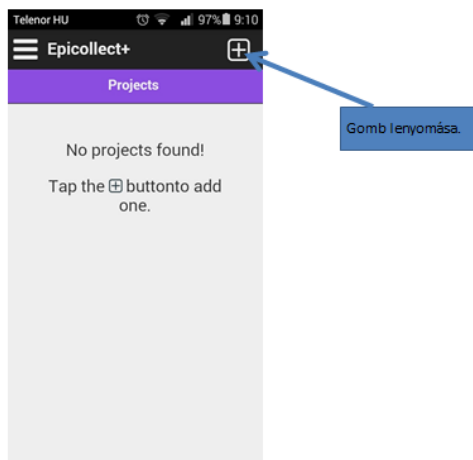 Telenor HU 97% 9:10
Epicollect+
Projects
Gomb lenyomása.
No projects found!
Tap the buttonto add
one.